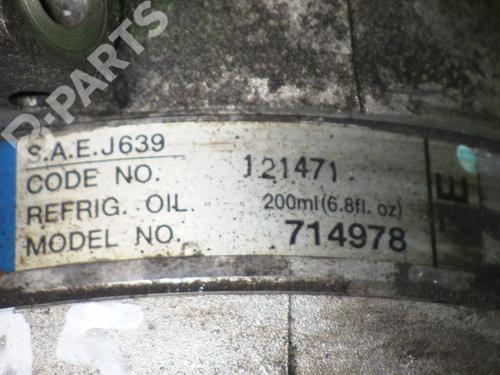 B-PARTS
S.A.E.J639
CODE NO. 121471
REFRIG. OIL. 200ml(6.8fl. oz)
MODEL NO. 714978